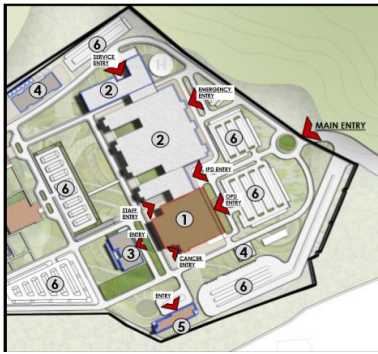 6
SERVICE
ENTRY
H
4
2
EMERGENCY
ENTRY
MAIN ENTRY
6
2
6
IPD ENTRY
6
OPD
ENTRY
STAFF
ENTRY
1
ENTRY
3
CANCER
ENTRY
4
6
6
ENTRY
5